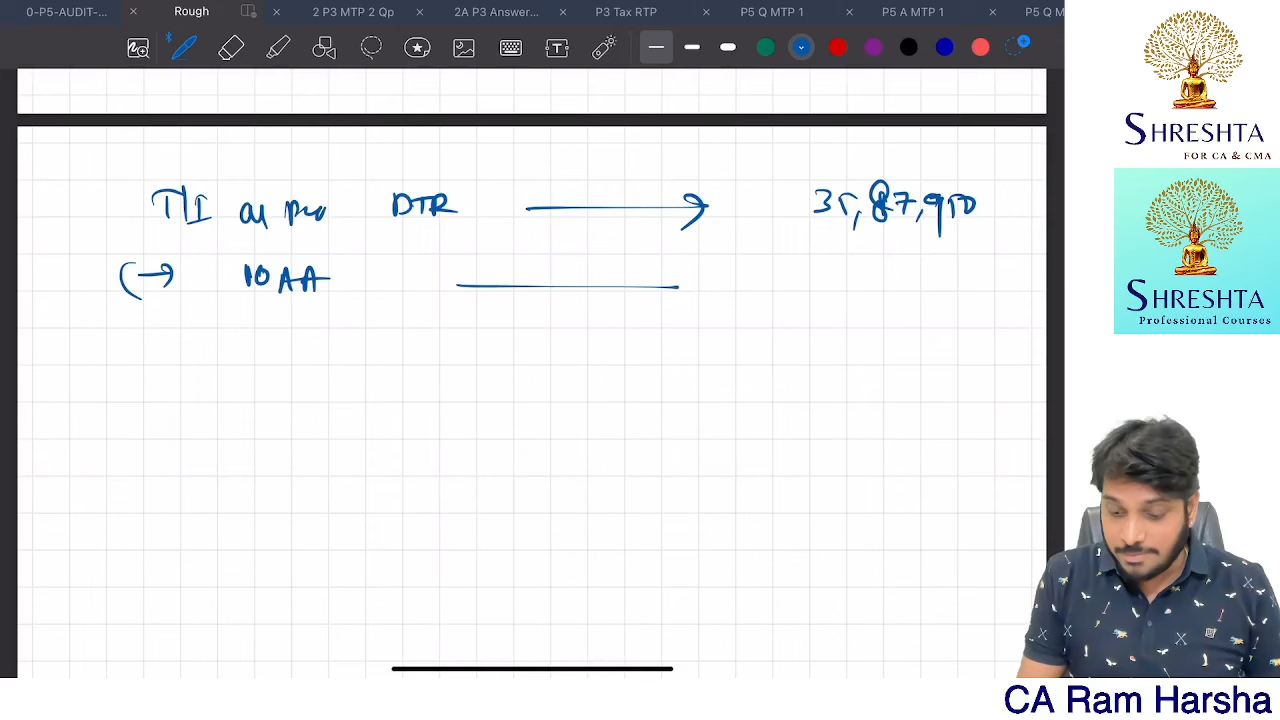 0-P5-AUDIT-... Rough 2 P3 MTP 2 Qp 2A P3 Answer... P3 Tax RTP P5 Q MTP 1 P5 A MTP 1 P5 Q M
T/I as per DTR → 35,87,950
(→) 10AA
SHRESHTA
FOR CA & CMA
SHRESHTA
Professional Courses
CA Ram Harsha